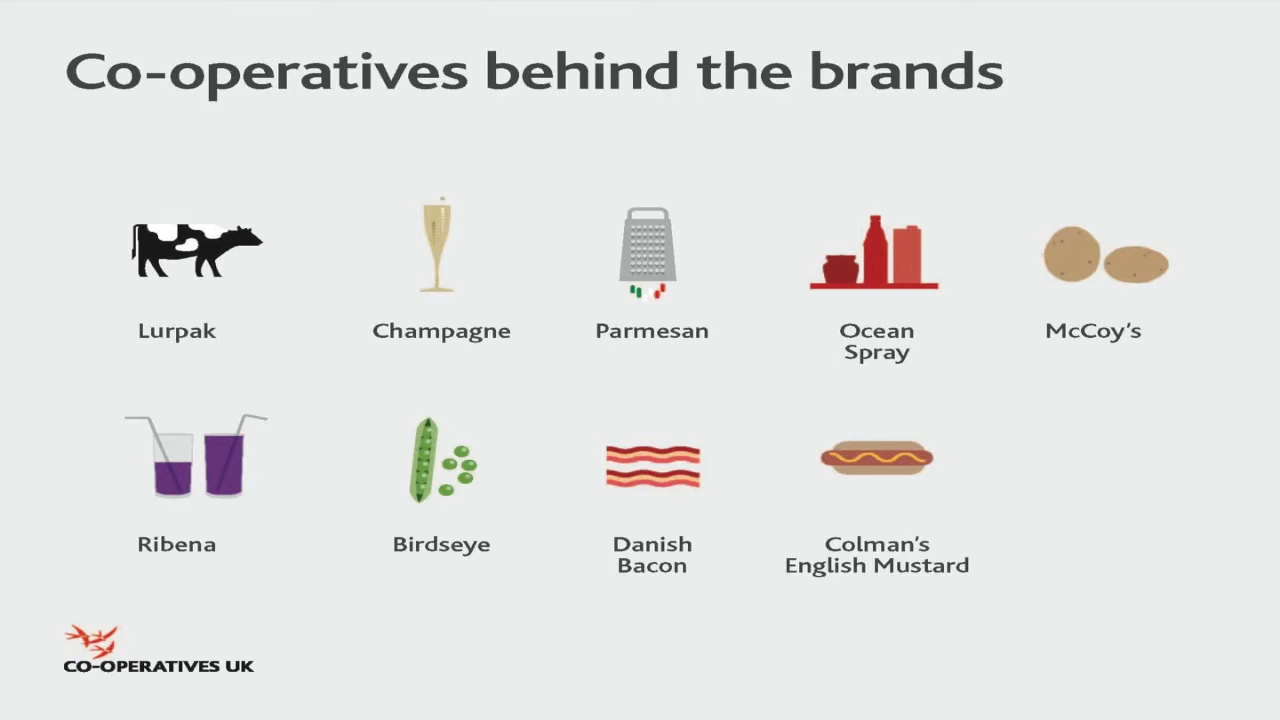 Co-operatives behind the brands
Lurpak
Champagne
Parmesan
Ocean
Spray
McCoy's
Ribena
Birdseye
Danish
Bacon
Colman's
English Mustard
CO-OPERATIVES UK